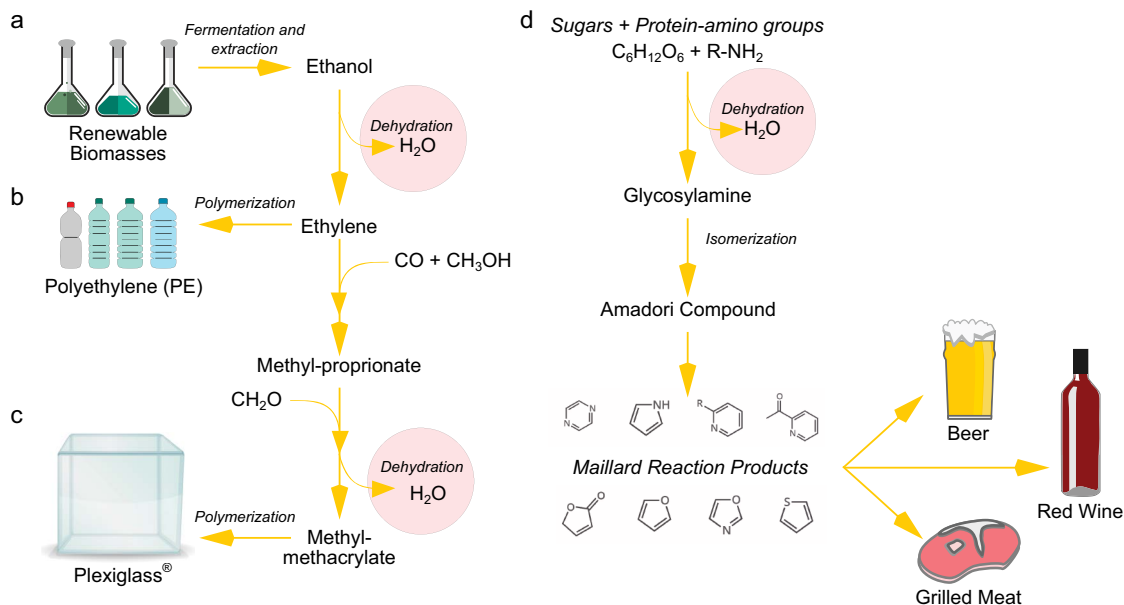 a
Fermentation and
extraction
Ethanol
Renewable
Biomasses
Dehydration
H₂O
b
Polymerization
Ethylene
Polyethylene (PE)
CO + CH₃OH
Methyl-proprionate
CH₂O
c
Dehydration
H₂O
Polymerization
Methyl-
methacrylate
Plexiglass®
d
Sugars + Protein-amino groups
C₆H₁₂O₆ + R-NH₂
Dehydration
H₂O
Glycosylamine
Isomerization
Amadori Compound
N
N
NH
R
N
O
N
Maillard Reaction Products
O
O
O
O
N
S
Beer
Red Wine
Grilled Meat